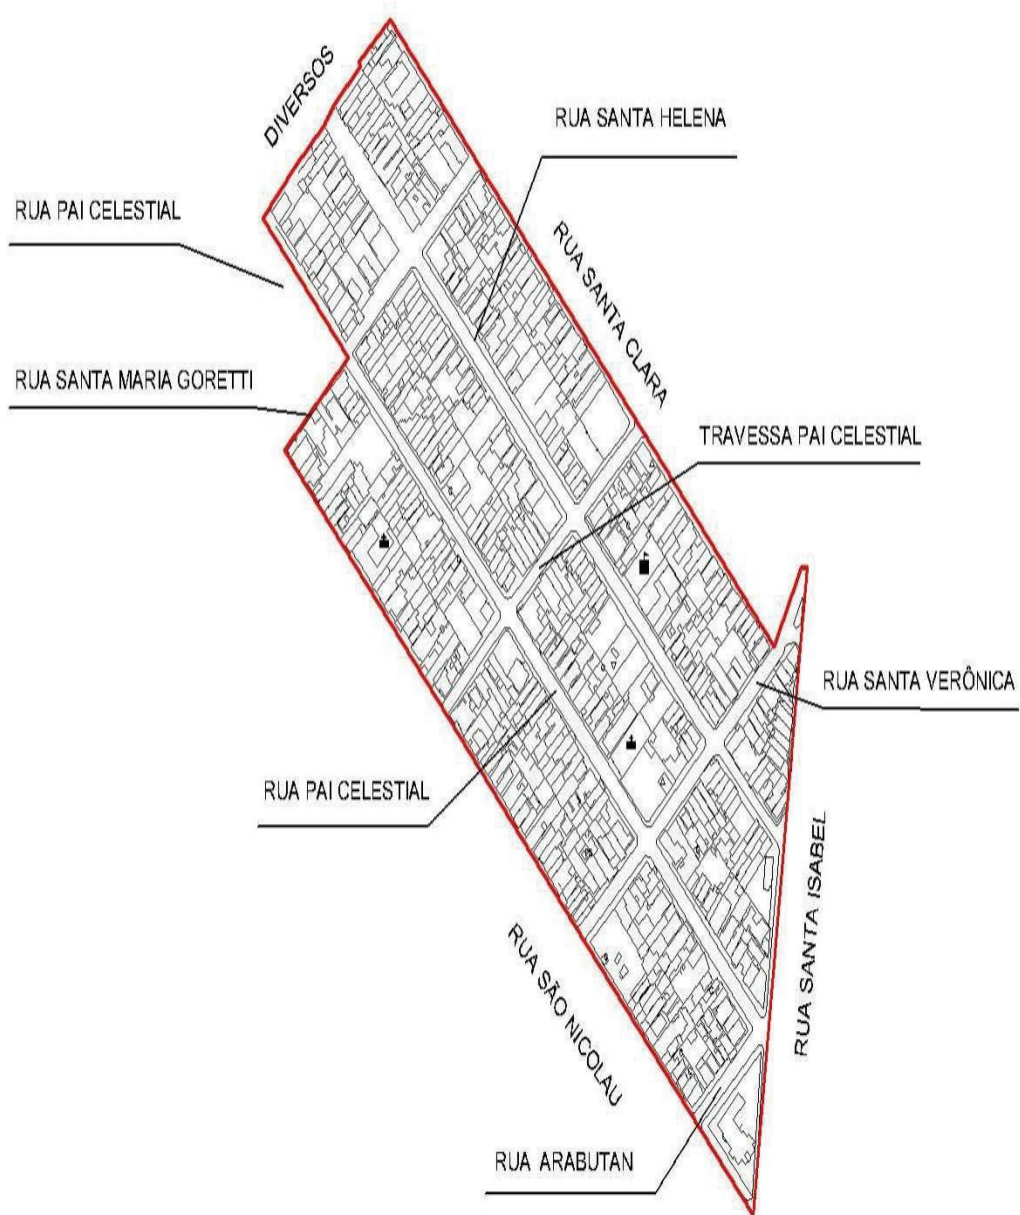 DIVERSOS
RUA SANTA HELENA
RUA PAI CELESTIAL
RUA SANTA CLARA
RUA SANTA MARIA GORETTI
TRAVESSA PAI CELESTIAL
RUA SANTA VERÔNICA
RUA PAI CELESTIAL
RUA SANTA ISABEL
RUA SÃO NICOLAU
RUA ARABUTAN